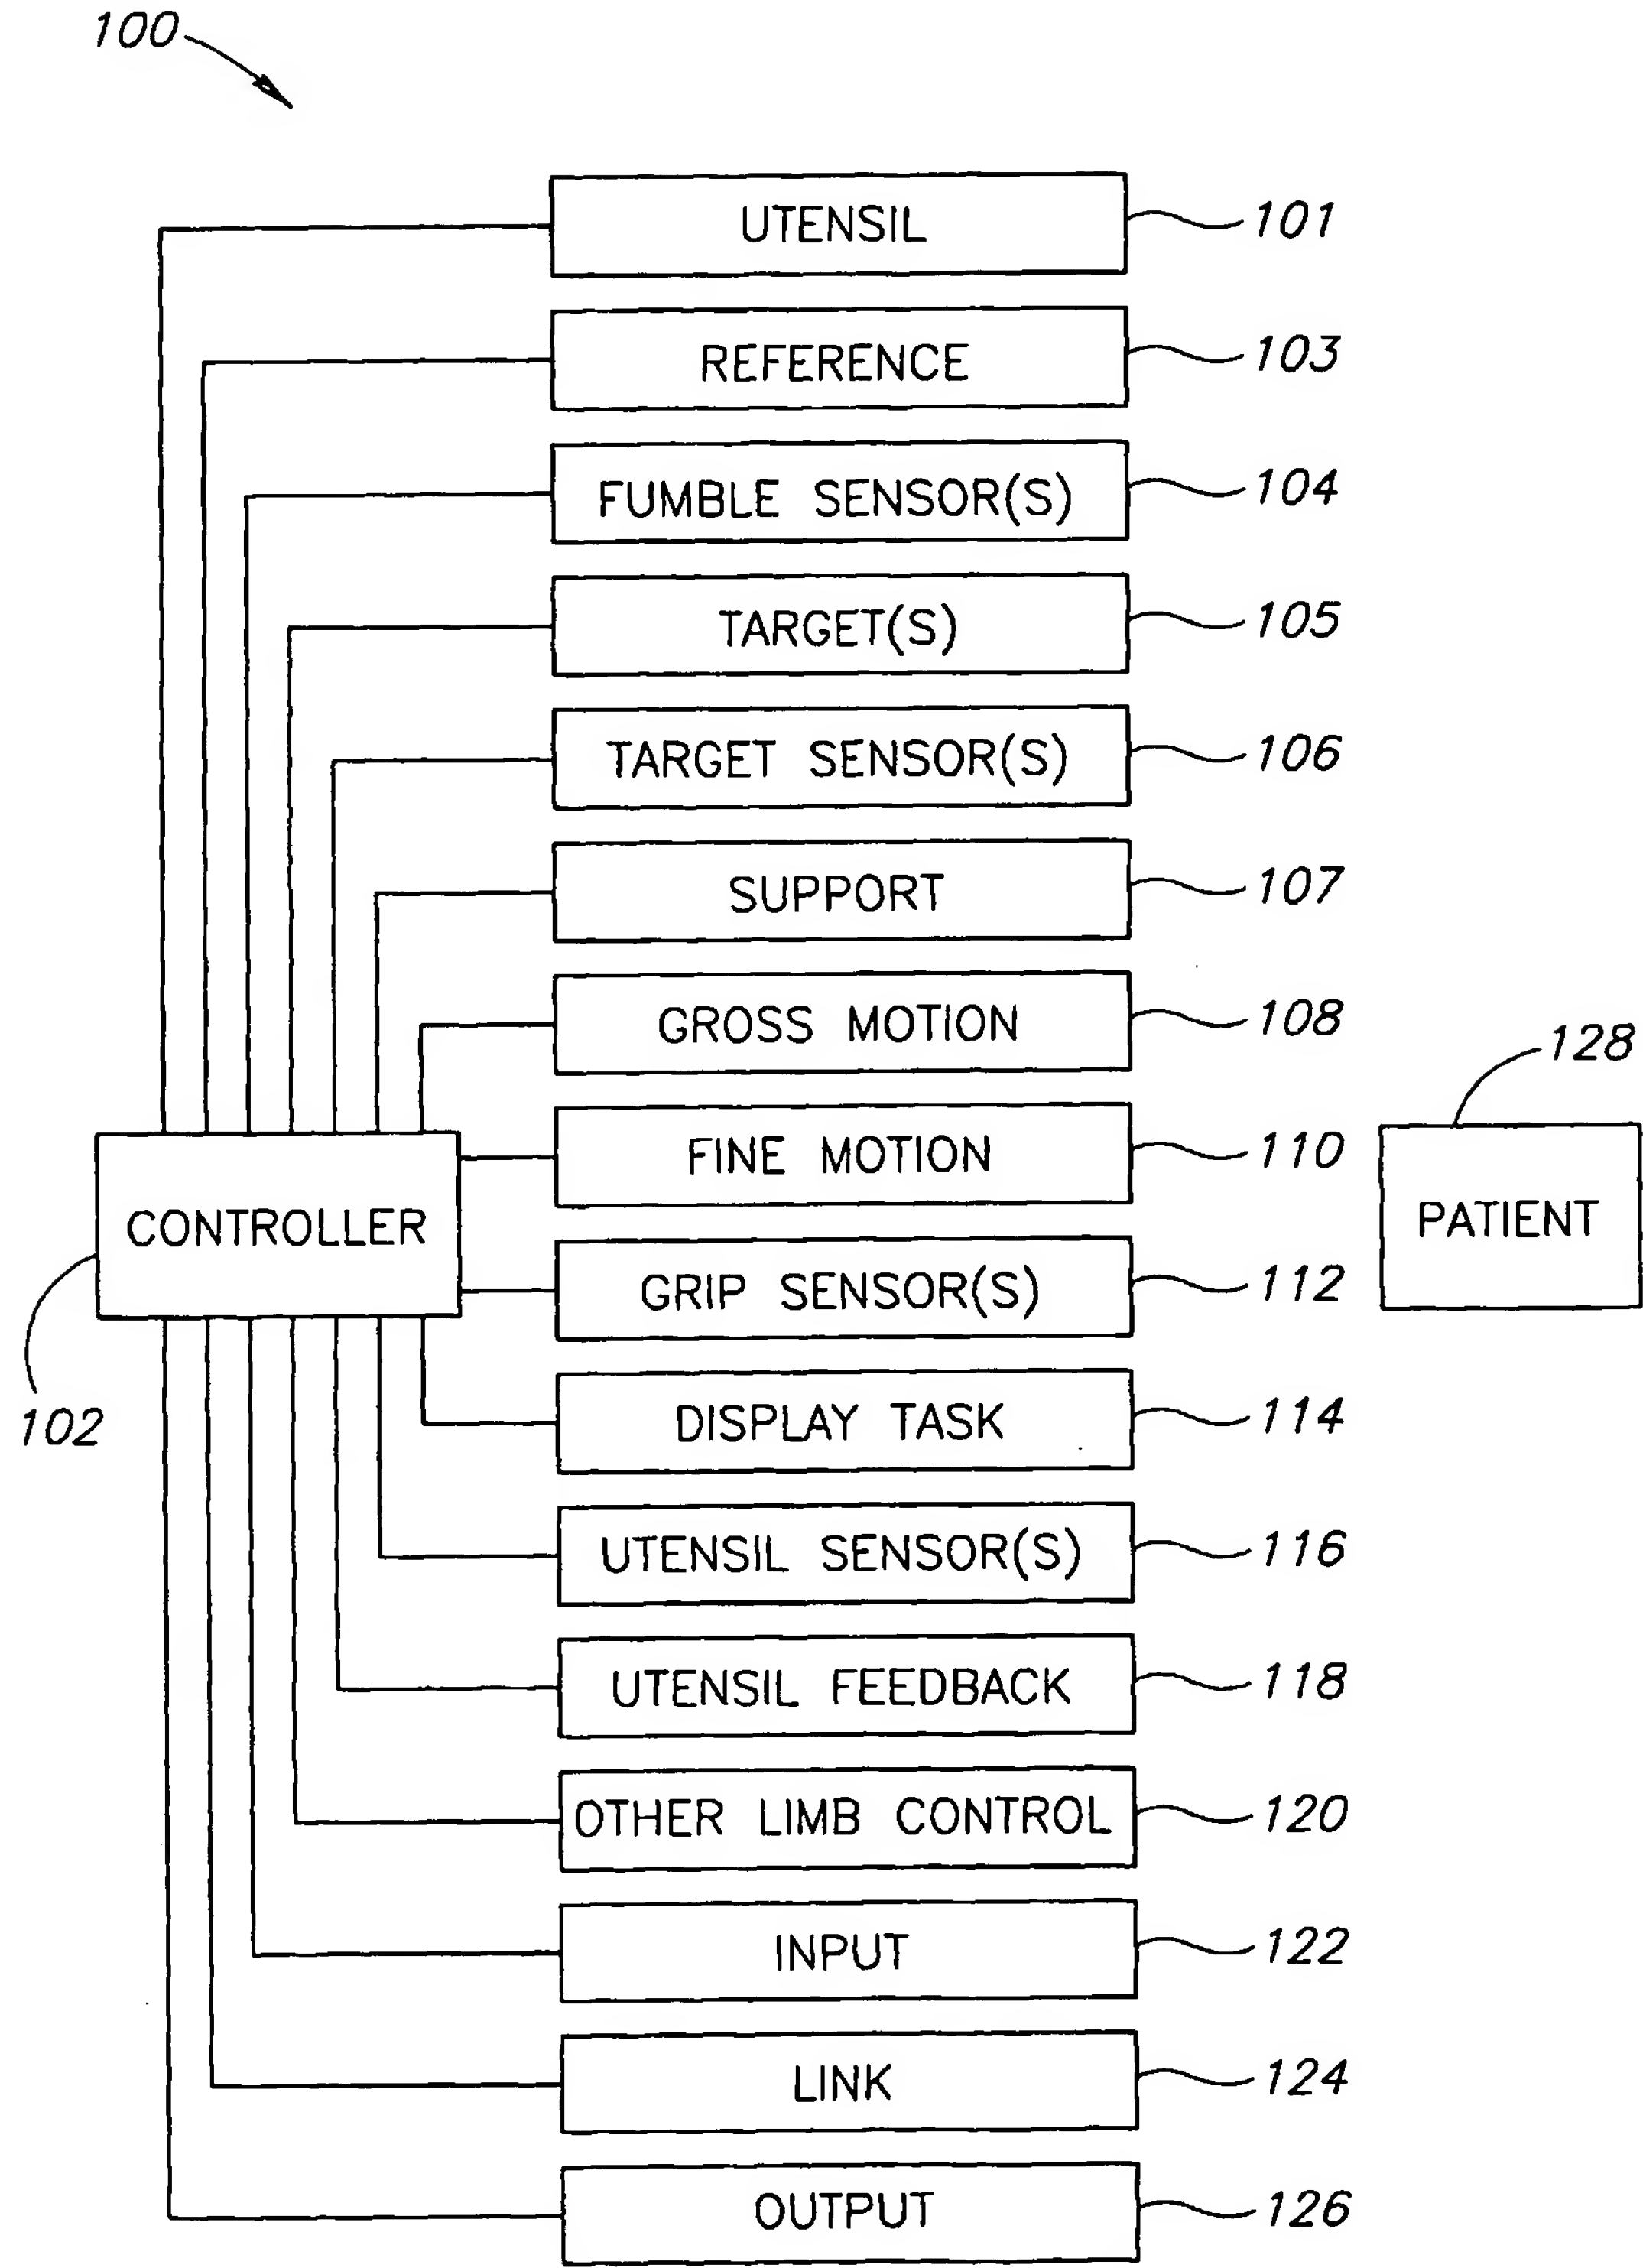 100
UTENSIL 101
REFERENCE 103
FUMBLE SENSOR(S) 104
TARGET(S) 105
TARGET SENSOR(S) 106
SUPPORT 107
GROSS MOTION 108
128
FINE MOTION 110
PATIENT
CONTROLLER
GRIP SENSOR(S) 112
102
DISPLAY TASK 114
UTENSIL SENSOR(S) 116
UTENSIL FEEDBACK 118
OTHER LIMB CONTROL 120
INPUT 122
LINK 124
OUTPUT 126